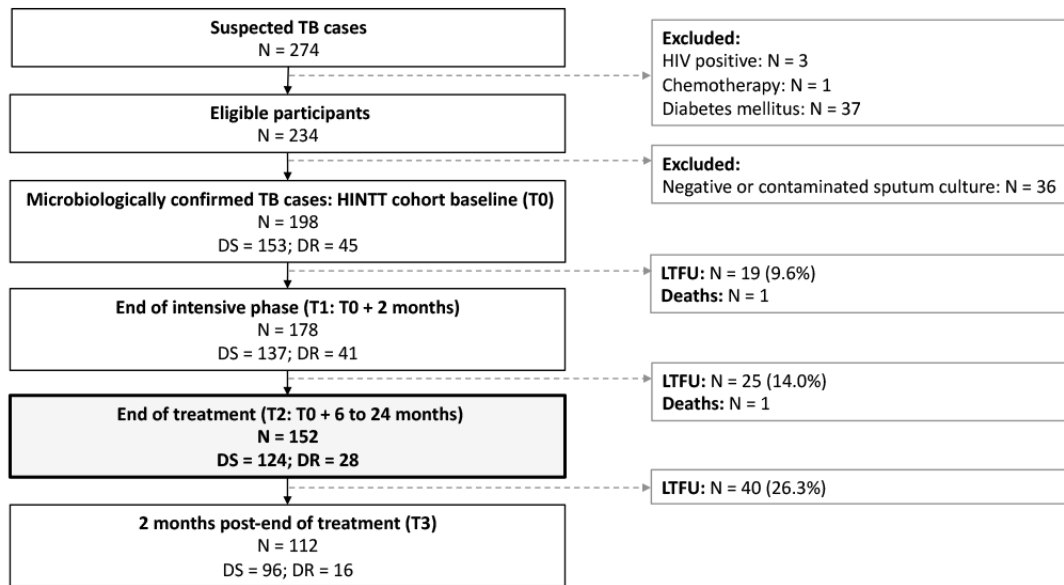 Suspected TB cases
N = 274
Excluded:
HIV positive: N = 3
Chemotherapy: N = 1
Diabetes mellitus: N = 37
Eligible participants
N = 234
Excluded:
Negative or contaminated sputum culture: N = 36
Microbiologically confirmed TB cases: HINTT cohort baseline (T0)
N = 198
DS = 153; DR = 45
LTFU: N = 19 (9.6%)
Deaths: N = 1
End of intensive phase (T1: T0 + 2 months)
N = 178
DS = 137; DR = 41
LTFU: N = 25 (14.0%)
Deaths: N = 1
End of treatment (T2: T0 + 6 to 24 months)
N = 152
DS = 124; DR = 28
LTFU: N = 40 (26.3%)
2 months post-end of treatment (T3)
N = 112
DS = 96; DR = 16